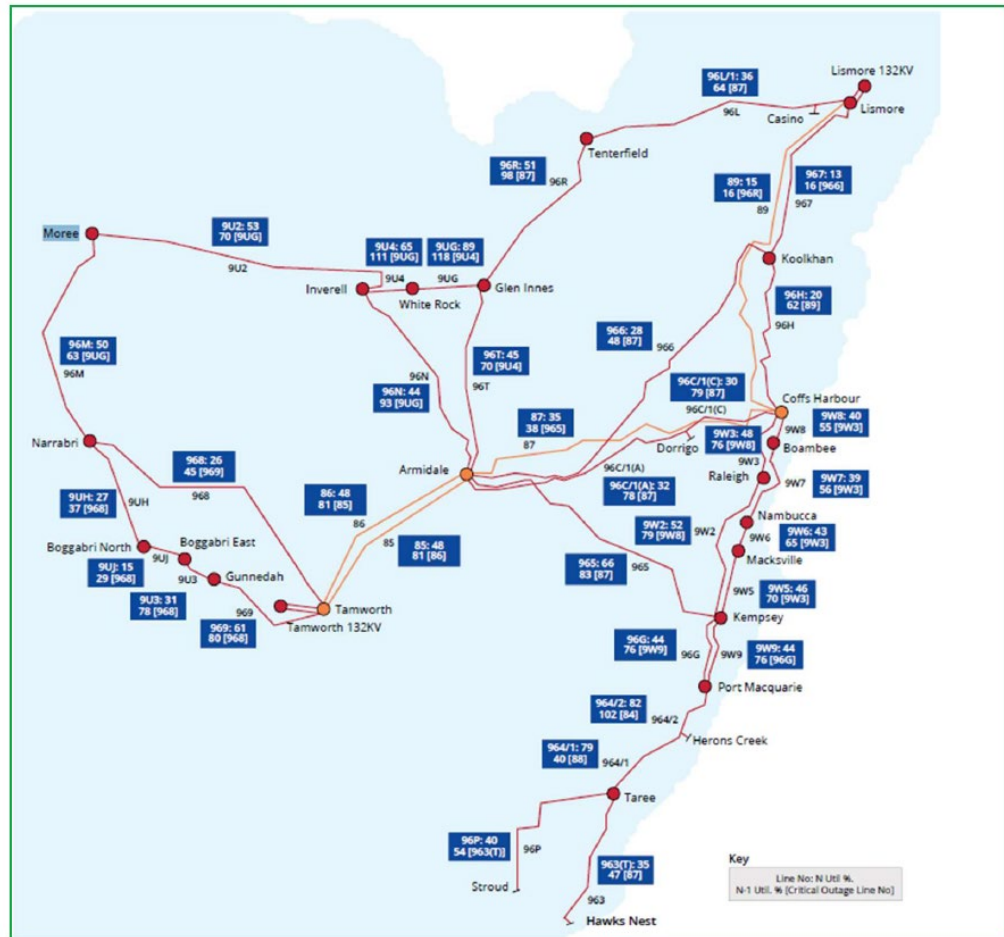 Lismore 132KV
96L/1: 36
64 [87]
96L
Casino
Lismore
Tenterfield
96R: 51
98 [87]
96R
89: 15
16 [96R]
89
967: 13
16 [966]
967
Moree
9U2: 53
70 [9UG]
9U2
9U4: 65
111 [9UG]
9U4
9UG: 89
118 [9U4]
9UG
Koolkhan
Inverell
White Rock
Glen Innes
96H: 20
62 [89]
96H
966: 28
48 [87]
966
96M: 50
63 [9UG]
96M
96N
96N: 44
93 [9UG]
96T: 45
70 [9U4]
96T
96C/1(C): 30
79 [87]
96C/1(C)
Coffs Harbour
87: 35
38 [965]
87
9W8
9W8: 40
55 [9W3]
Narrabri
Dorrigo
9W3: 48
76 [9W8]
9W3
Boambee
968: 26
45 [969]
968
Armidale
96C/1(A)
96C/1(A): 32
78 [87]
Raleigh
9W7
9W7: 39
56 [9W3]
9UH: 27
37 [968]
9UH
86: 48
81 [85]
86
9W2: 52
79 [9W8]
9W2
Nambucca
9W6
9W6: 43
65 [9W3]
Boggabri North
9UJ
Boggabri East
85
85: 48
81 [86]
Macksville
9UJ: 15
29 [968]
9U3
Gunnedah
965: 66
83 [87]
965
9W5
9W5: 46
70 [9W3]
9U3: 31
78 [968]
969
Tamworth
Kempsey
969: 61
80 [968]
Tamworth 132KV
96G: 44
76 [9W9]
96G
9W9
9W9: 44
76 [96G]
Port Macquarie
964/2: 82
102 [84]
964/2
Herons Creek
964/1: 79
40 [88]
964/1
Taree
96P: 40
54 [963(T)]
96P
Stroud
963(T): 35
47 [87]
963
Hawks Nest
Key
Line No: N Util %.
N-1 Util. % [Critical Outage Line No]